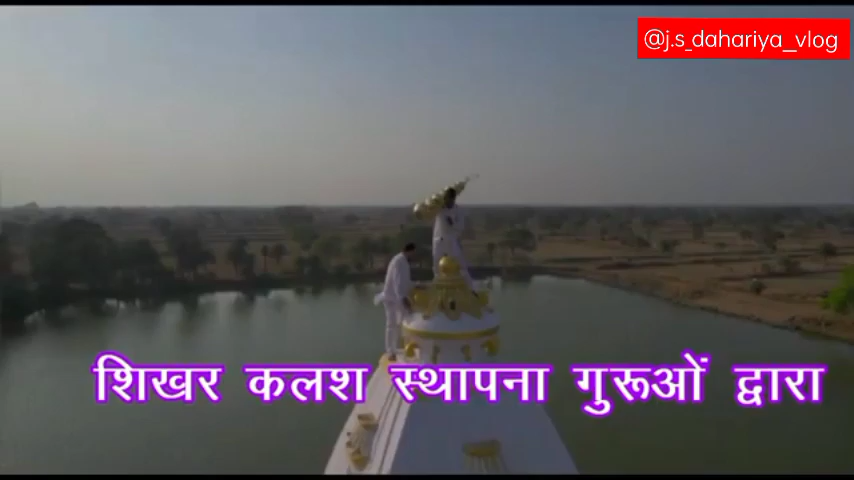 @j.s_dahariya_vlog
शिखर कलश स्थापना गुरूओं द्वारा